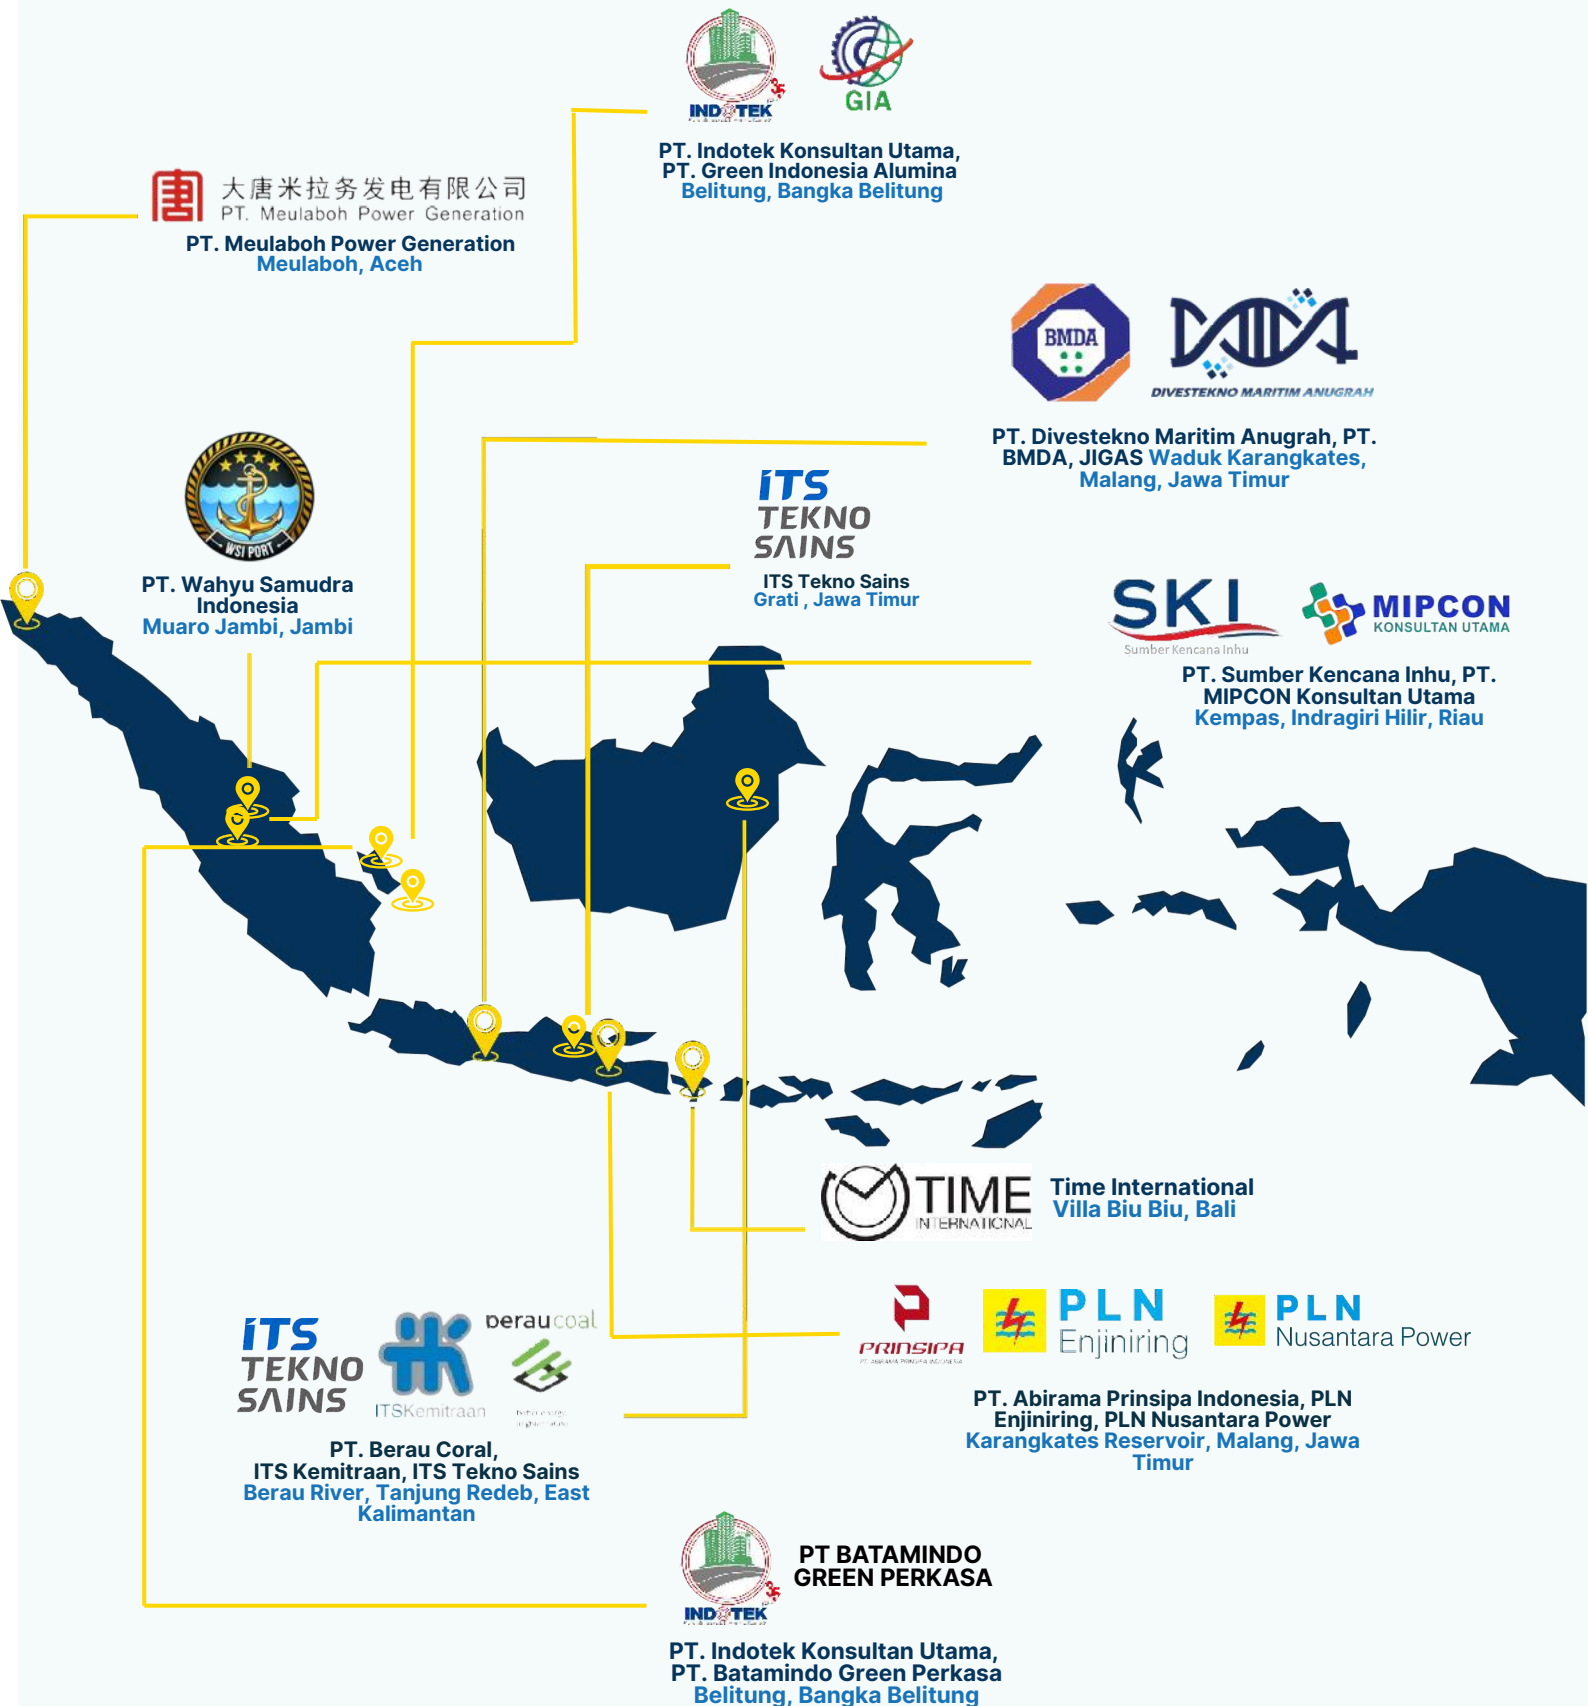 INDOTEK
GIA
PT. Indotek Konsultan Utama,
PT. Green Indonesia Alumina
Belitung, Bangka Belitung
大唐米拉务发电有限公司
PT. Meulaboh Power Generation
PT. Meulaboh Power Generation
Meulaboh, Aceh
BMDA
DIVESTEKNO MARITIM ANUGRAH
PT. Divestekno Maritim Anugrah, PT.
BMDA, JIGAS Waduk Karangkates,
Malang, Jawa Timur
WSI PORT
PT. Wahyu Samudra
Indonesia
Muaro Jambi, Jambi
iTS
TEKNO
SAINS
ITS Tekno Sains
Grati , Jawa Timur
SKI
Sumber Kencana Inhu
MIPCON
KONSULTAN UTAMA
PT. Sumber Kencana Inhu, PT.
MIPCON Konsultan Utama
Kempas, Indragiri Hilir, Riau
TIME
INTERNATIONAL
Time International
Villa Biu Biu, Bali
PRINSIPA
PT. ABIRAMA PRINSIPA INDONESIA
PLN
Enjiniring
PLN
Nusantara Power
PT. Abirama Prinsipa Indonesia, PLN
Enjiniring, PLN Nusantara Power
Karangkates Reservoir, Malang, Jawa
Timur
iTS
TEKNO
SAINS
ITSKemitraan
beraucoal
PT. Berau Coral,
ITS Kemitraan, ITS Tekno Sains
Berau River, Tanjung Redeb, East
Kalimantan
INDOTEK
PT BATAMINDO
GREEN PERKASA
PT. Indotek Konsultan Utama,
PT. Batamindo Green Perkasa
Belitung, Bangka Belitung